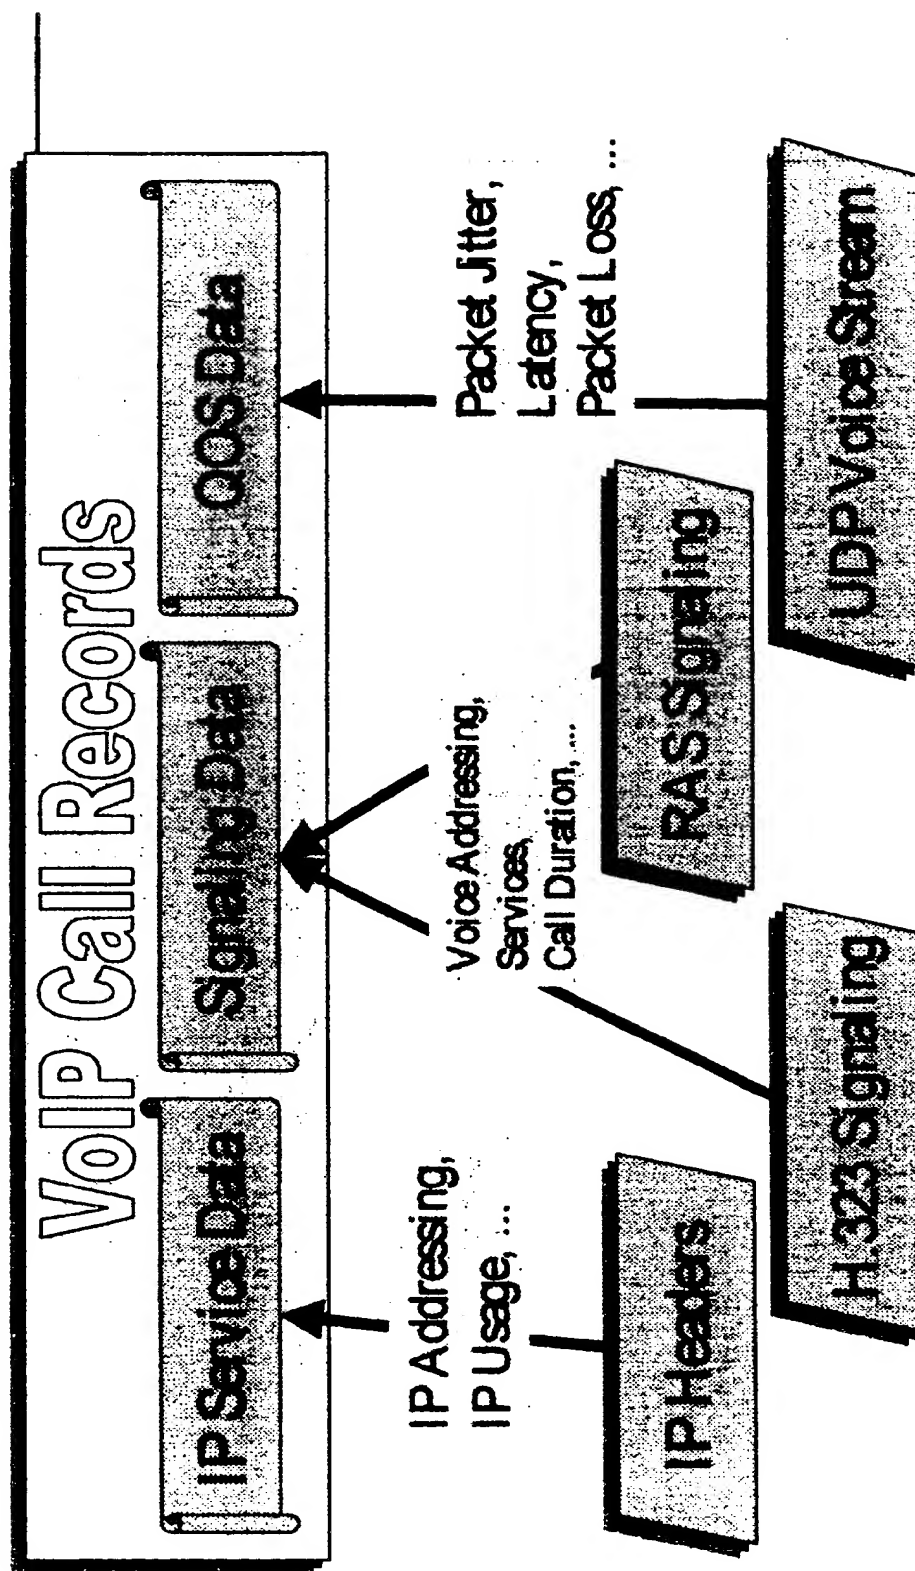 VoIP Call Records
IP Service Data
Signaling Data
QOS Data
IP Addressing,
IP Usage, ...
Voice Addressing,
Services,
Call Duration, ...
Packet Jitter,
Latency,
Packet Loss, ...
IP Headers
RAS Signaling
H.323 Signaling
UDP Voice Stream